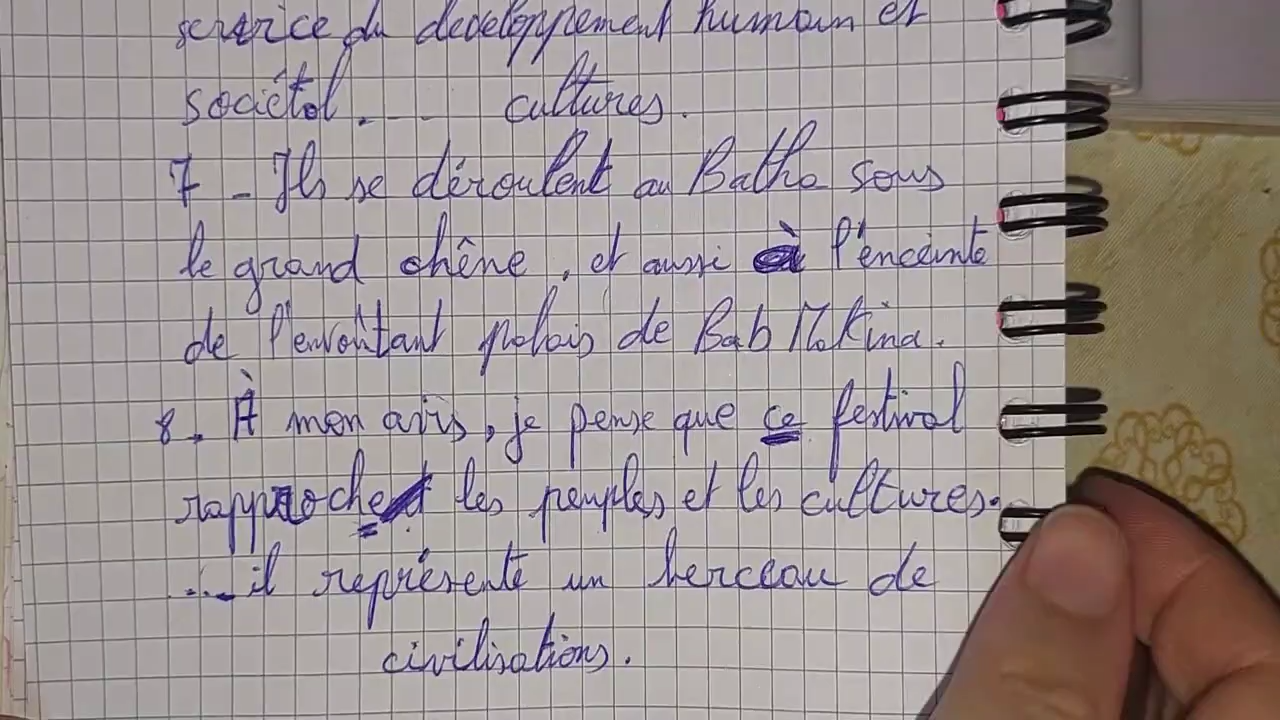 service du développement humain et
sociétal. _ _ cultures.
7 - Ils se déroulent au Batha sous
le grand chêne, et aussi à l'enceinte
de l'envoûtant palais de Bab Makina.
8. À mon avis, je pense que ce festival
rapproche les peuples et les cultures.
... il représente un berceau de
civilisations.